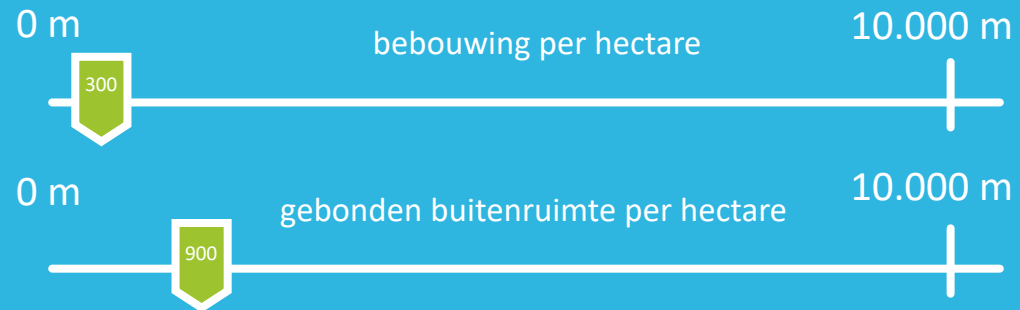 0 m
bebouwing per hectare
10.000 m
300
0 m
gebonden buitenruimte per hectare
10.000 m
900